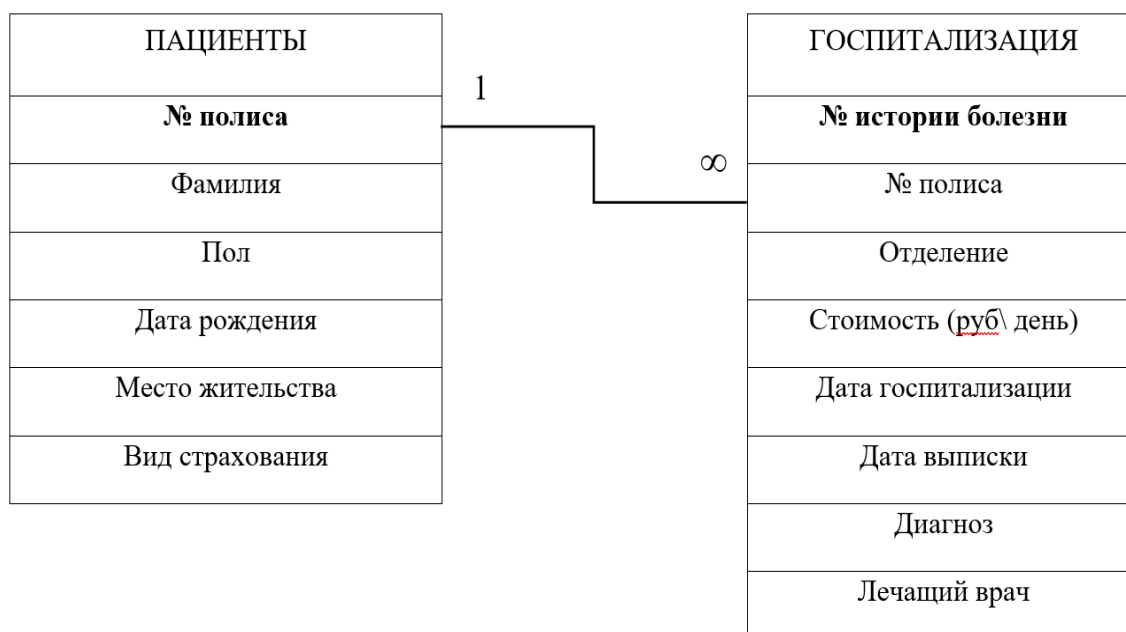 ПАЦИЕНТЫ
№ полиса
Фамилия
Пол
Дата рождения
Место жительства
Вид страхования
1
∞
ГОСПИТАЛИЗАЦИЯ
№ истории болезни
№ полиса
Отделение
Стоимость (руб\ день)
Дата госпитализации
Дата выписки
Диагноз
Лечащий врач